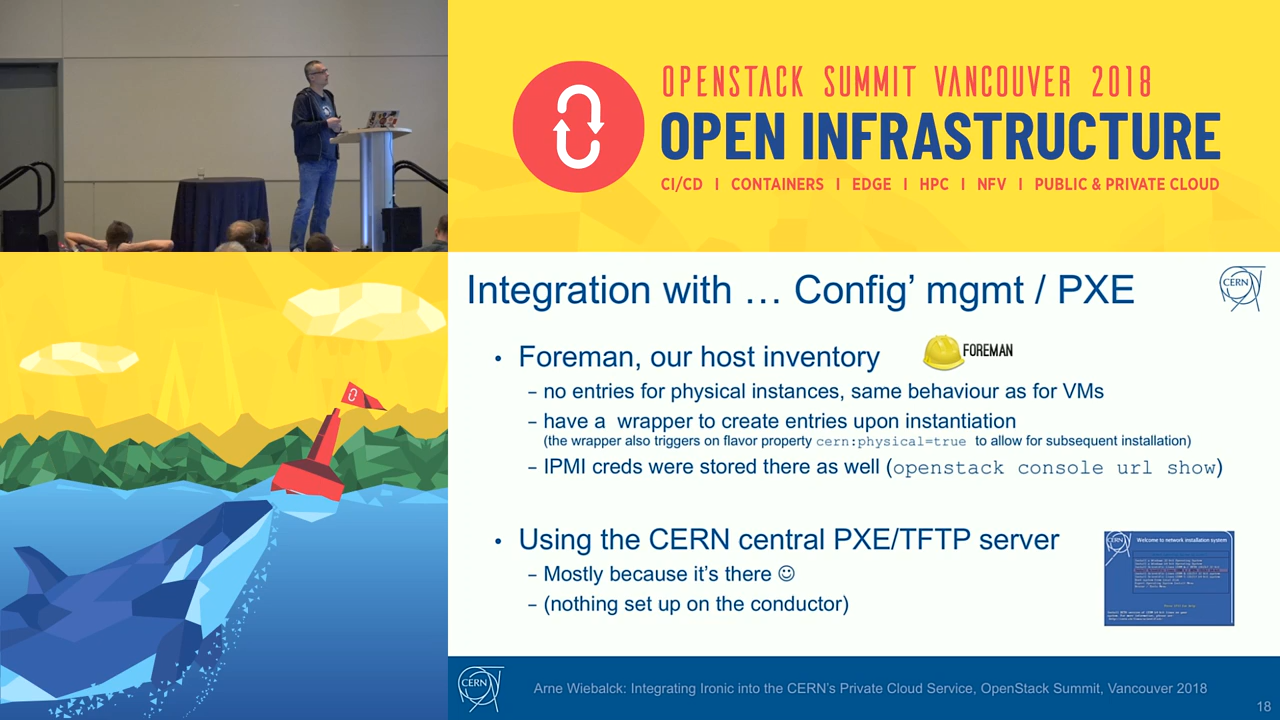 OPENSTACK SUMMIT VANCOUVER 2018
OPEN INFRASTRUCTURE
CI/CD | CONTAINERS | EDGE | HPC | NFV | PUBLIC & PRIVATE CLOUD
Integration with … Config’ mgmt / PXE
CERN
• Foreman, our host inventory
FOREMAN
– no entries for physical instances, same behaviour as for VMs
– have a wrapper to create entries upon instantiation
(the wrapper also triggers on flavor property cern:physical=true to allow for subsequent installation)
– IPMI creds were stored there as well (openstack console url show)
• Using the CERN central PXE/TFTP server
– Mostly because it’s there ☺
– (nothing set up on the conductor)
CERN
Welcome to network installation system
CERN
Arne Wiebalck: Integrating Ironic into the CERN’s Private Cloud Service, OpenStack Summit, Vancouver 2018
18